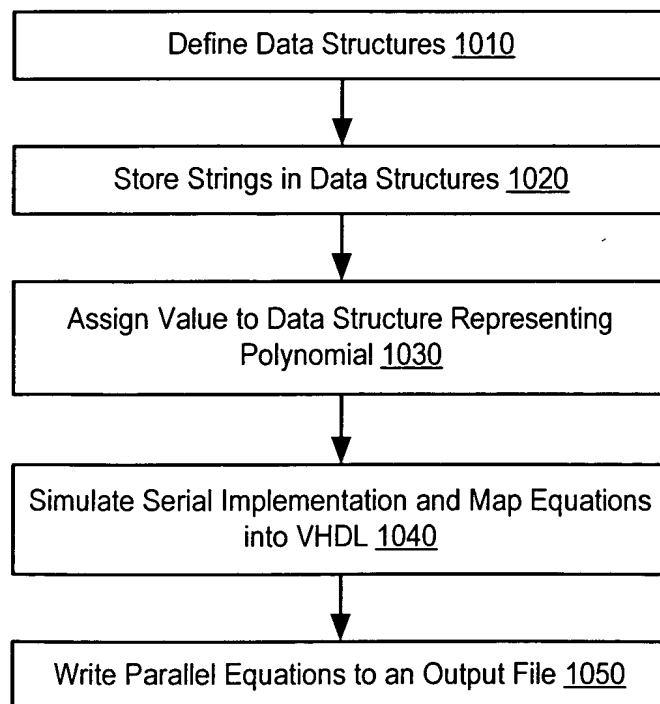 Define Data Structures 1010
Store Strings in Data Structures 1020
Assign Value to Data Structure Representing
Polynomial 1030
Simulate Serial Implementation and Map Equations
into VHDL 1040
Write Parallel Equations to an Output File 1050